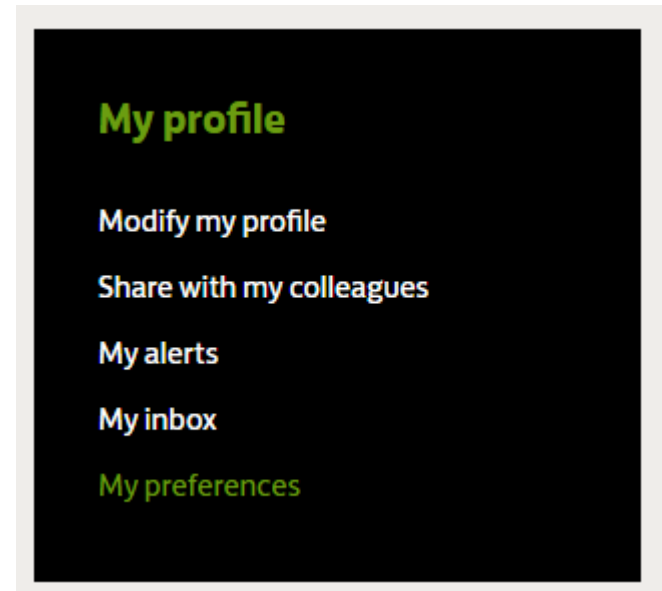 My profile
Modify my profile
Share with my colleagues
My alerts
My inbox
My preferences